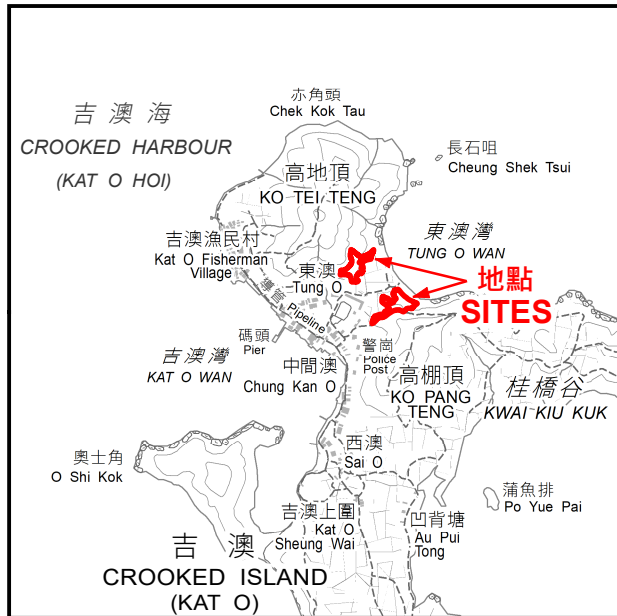 赤角頭
Chek Kok Tau
吉澳海
CROOKED HARBOUR
(KAT O HOI)
長石咀
Cheung Shek Tsui
高地頂
KO TEI TENG
吉澳漁民村
Kat O Fisherman
Village
東澳灣
TUNG O WAN
東澳
Tung O
導管
Pipeline
地點
SITES
碼頭
Pier
吉澳灣
KAT O WAN
中間澳
Chung Kan O
警崗
Police
Post
高棚頂
KO PANG
TENG
桂橋谷
KWAI KIU KUK
奧士角
O Shi Kok
西澳
Sai O
蒲魚排
Po Yue Pai
吉澳上圍
Kat O
Sheung Wai
凹背塘
Au Pui
Tong
吉澳
CROOKED ISLAND
(KAT O)